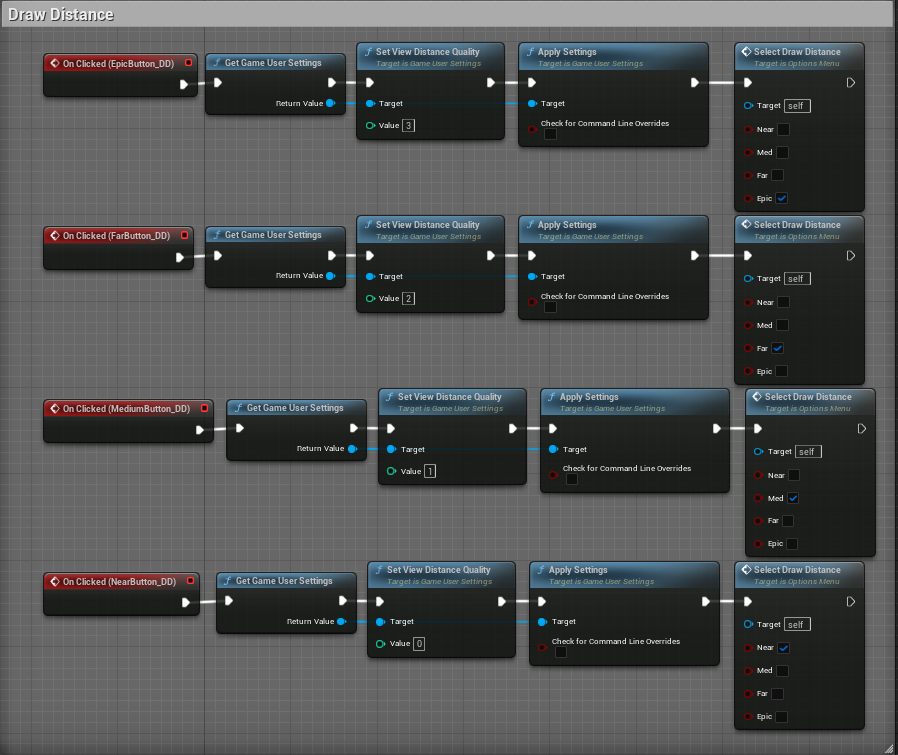 Draw Distance
On Clicked (EpicButton_DD)
Get Game User Settings
Return Value
Set View Distance Quality
Target is Game User Settings
Target
Value 3
Apply Settings
Target is Game User Settings
Target
Check for Command Line Overrides
Select Draw Distance
Target is Options Menu
Target self
Near
Med
Far
Epic
On Clicked (FarButton_DD)
Get Game User Settings
Return Value
Set View Distance Quality
Target is Game User Settings
Target
Value 2
Apply Settings
Target is Game User Settings
Target
Check for Command Line Overrides
Select Draw Distance
Target is Options Menu
Target self
Near
Med
Far
Epic
On Clicked (MediumButton_DD)
Get Game User Settings
Return Value
Set View Distance Quality
Target is Game User Settings
Target
Value 1
Apply Settings
Target is Game User Settings
Target
Check for Command Line Overrides
Select Draw Distance
Target is Options Menu
Target self
Near
Med
Far
Epic
On Clicked (NearButton_DD)
Get Game User Settings
Return Value
Set View Distance Quality
Target is Game User Settings
Target
Value 0
Apply Settings
Target is Game User Settings
Target
Check for Command Line Overrides
Select Draw Distance
Target is Options Menu
Target self
Near
Med
Far
Epic